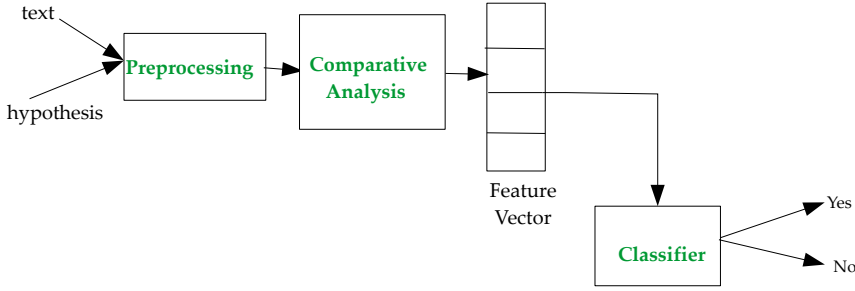 text
hypothesis
Preprocessing
Comparative
Analysis
Feature
Vector
Classifier
Yes
No